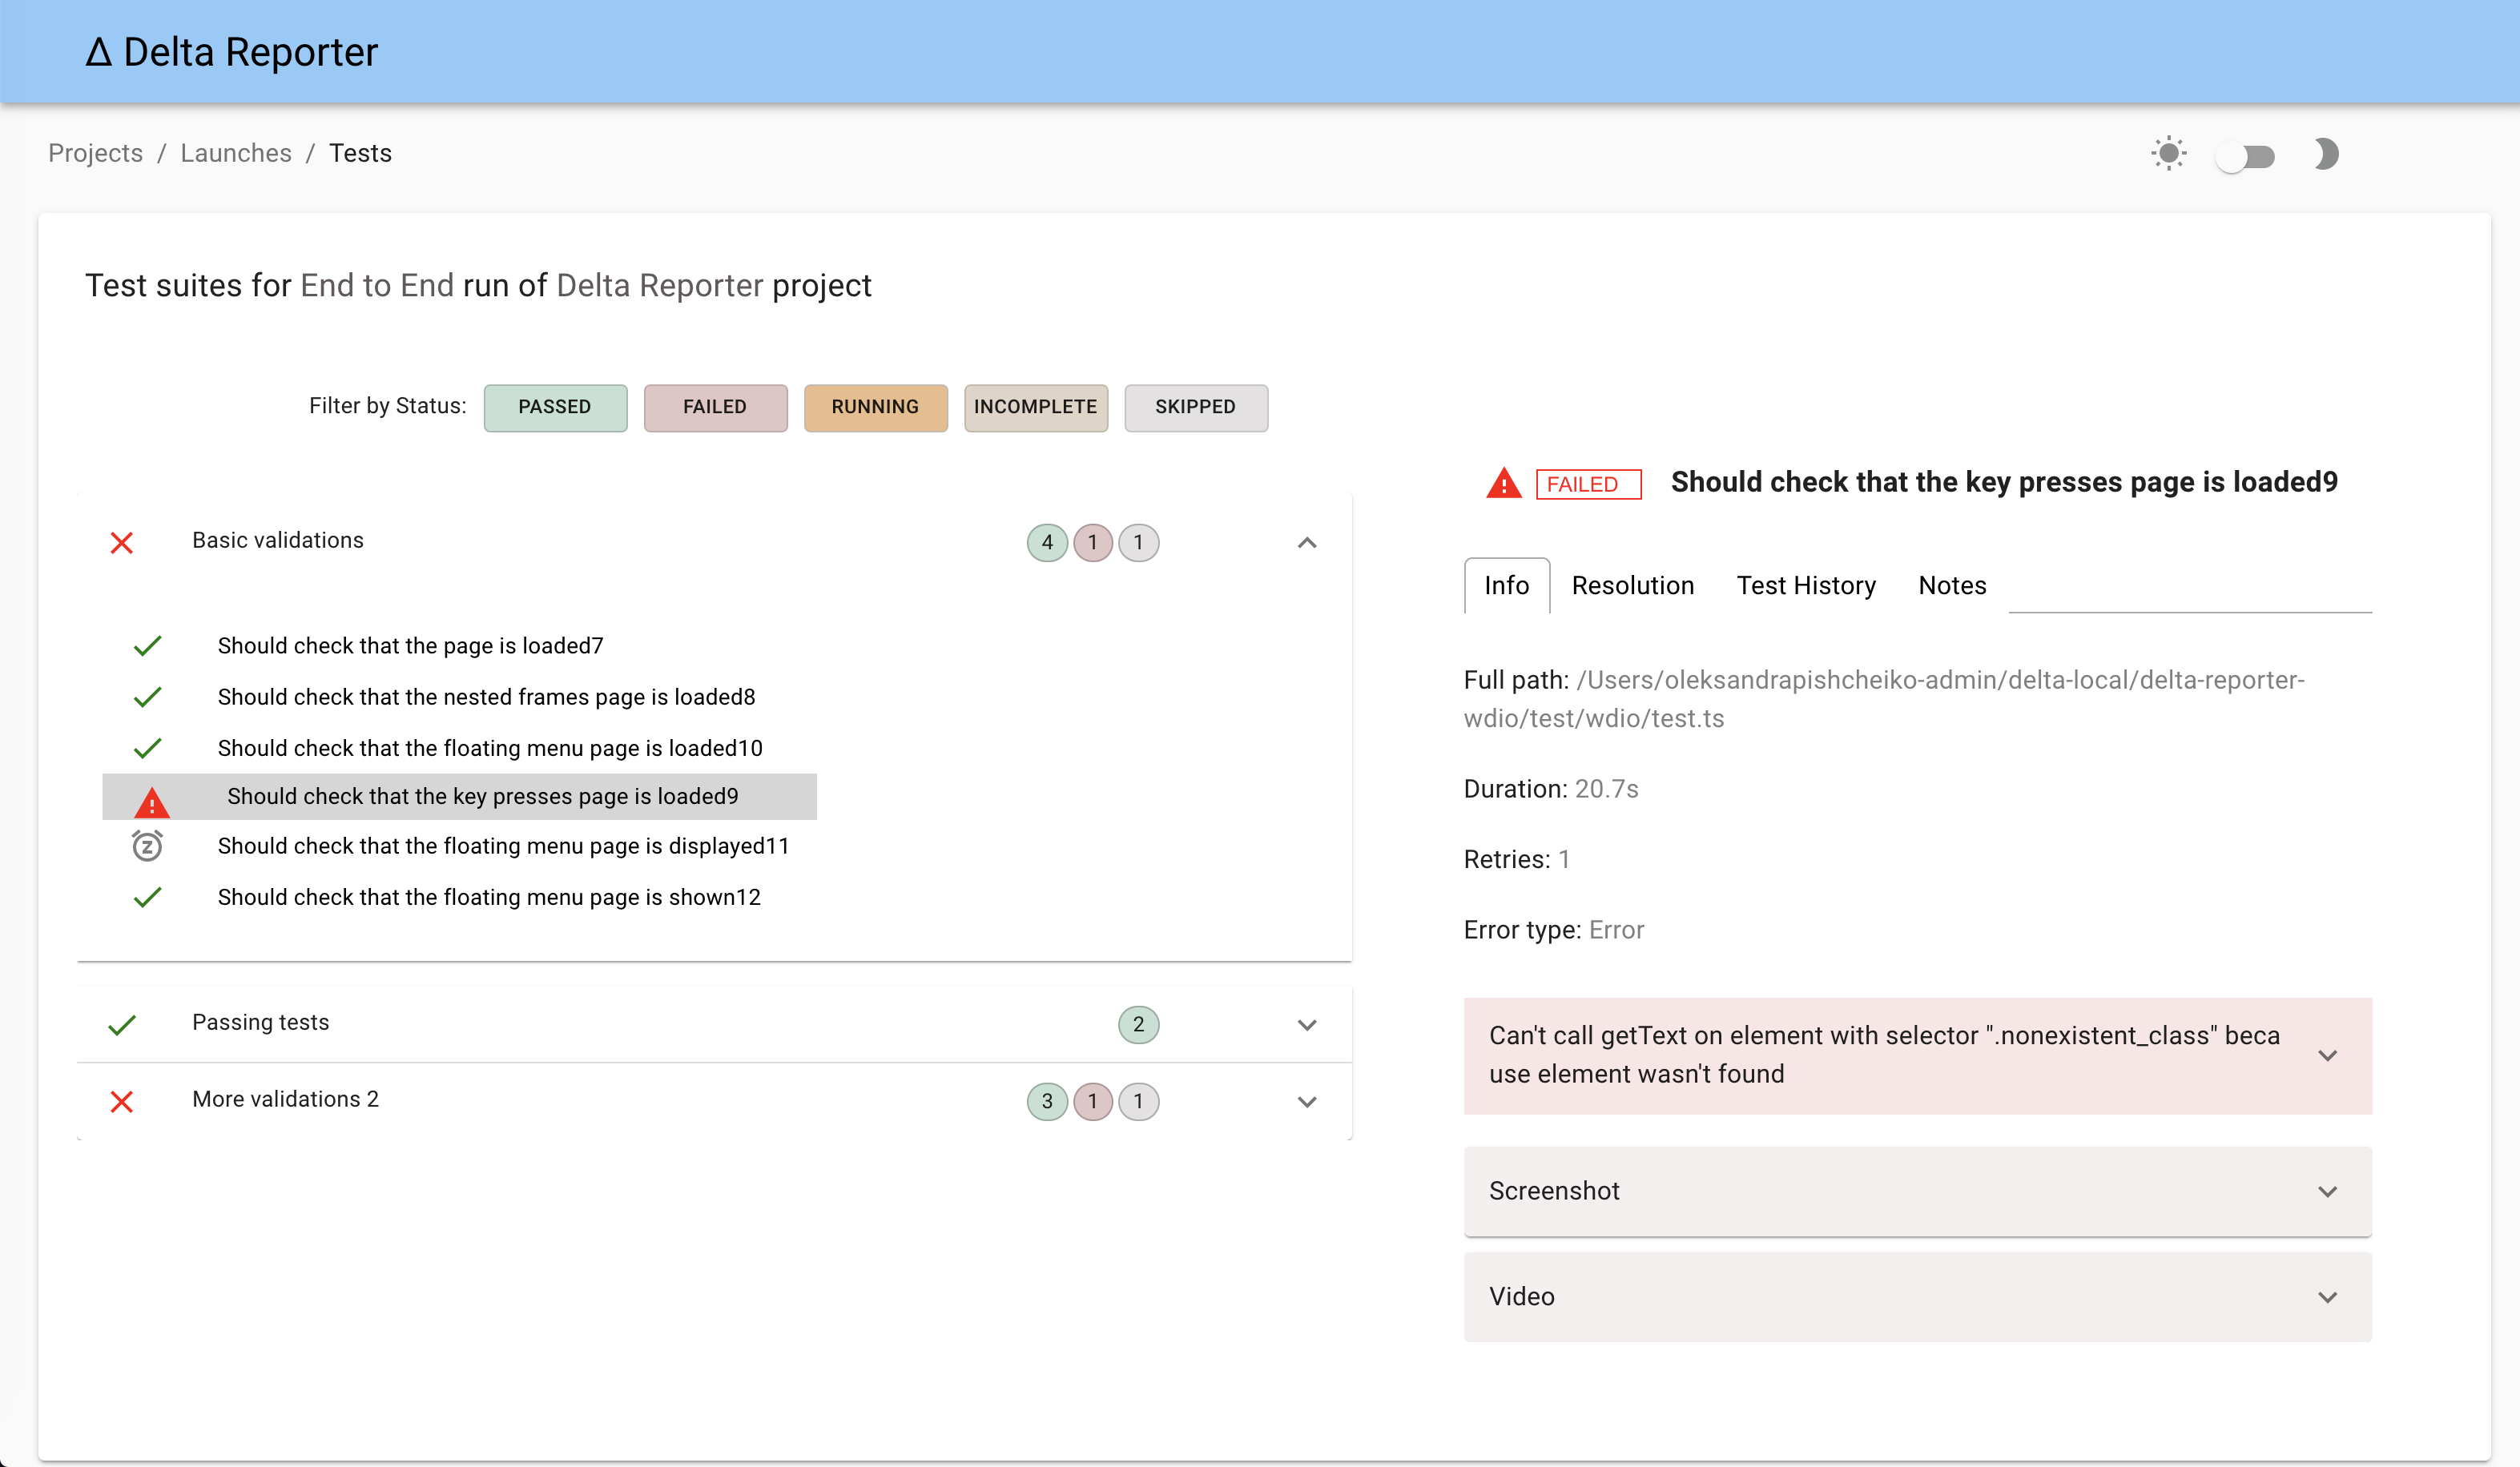 Δ Delta Reporter
Projects / Launches / Tests
Test suites for End to End run of Delta Reporter project
Filter by Status: PASSED FAILED RUNNING INCOMPLETE SKIPPED
Basic validations 4 1 1
Should check that the page is loaded7
Should check that the nested frames page is loaded8
Should check that the floating menu page is loaded10
Should check that the key presses page is loaded9
Should check that the floating menu page is displayed11
Should check that the floating menu page is shown12
Passing tests 2
More validations 2 3 1 1
FAILED Should check that the key presses page is loaded9
Info Resolution Test History Notes
Full path: /Users/oleksandrapishcheiko-admin/delta-local/delta-reporter-
wdio/test/wdio/test.ts
Duration: 20.7s
Retries: 1
Error type: Error
Can't call getText on element with selector ".nonexistent_class" beca
use element wasn't found
Screenshot
Video